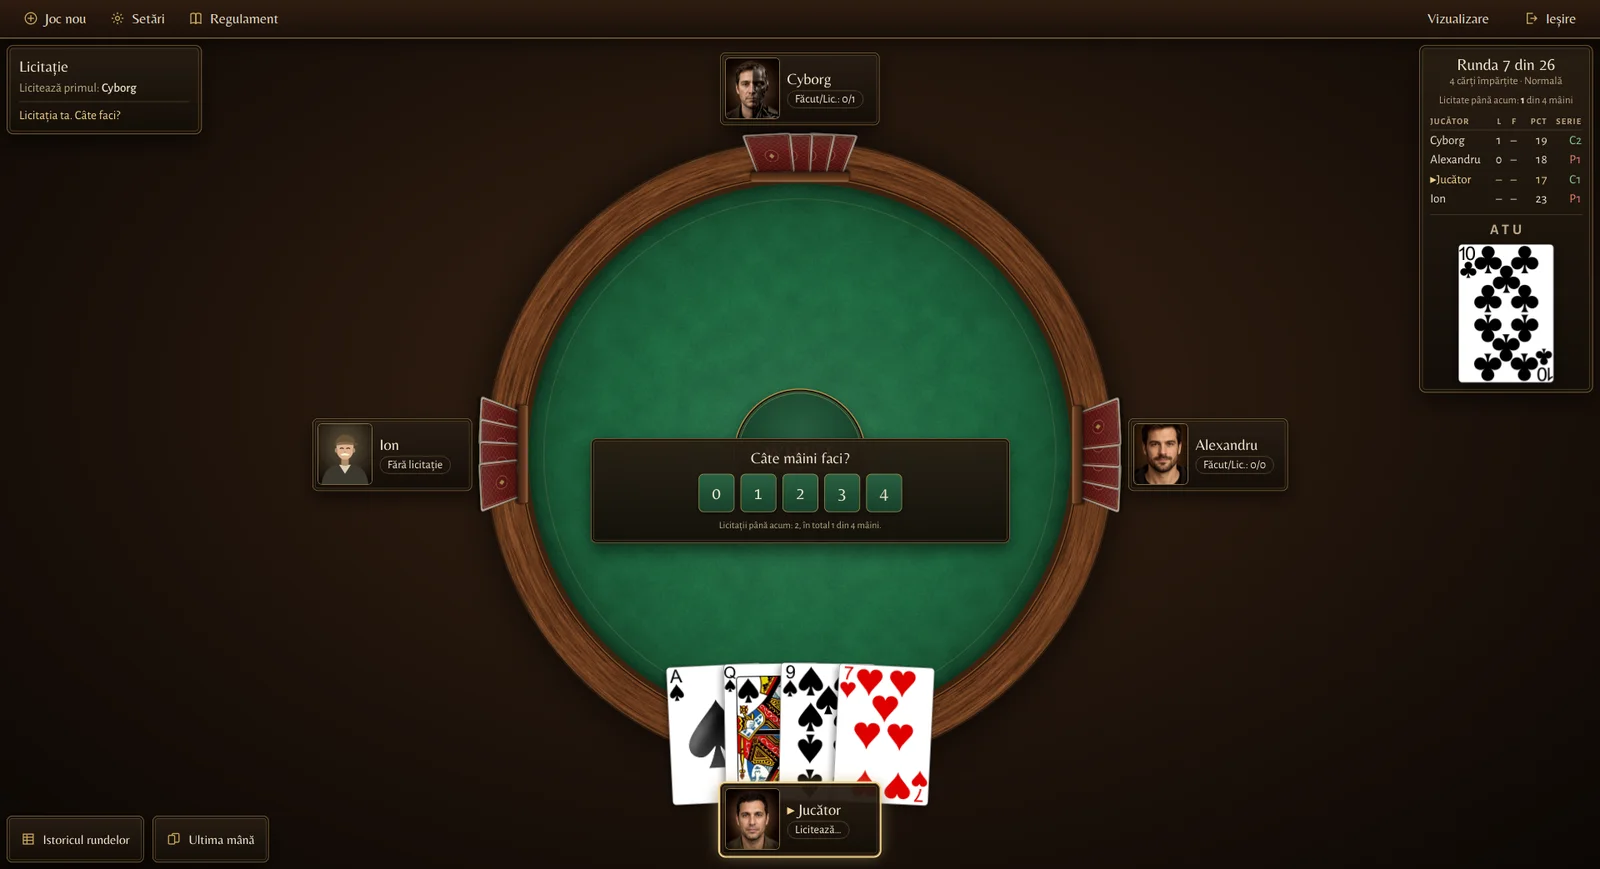 Joc nou
Setări
Regulament
Vizualizare
Ieșire
Licitație
Licitează primul: Cyborg
Licitația ta. Câte faci?
Cyborg
Făcut/Lic.: 0/1
Runda 7 din 26
4 cărți împărțite · Normală
Licitate până acum: 1 din 4 mâini
JUCĂTOR L F PCT SERIE
Cyborg 1 – 19 C2
Alexandru 0 – 18 P1
▸Jucător – – 17 C1
Ion – – 23 P1
ATU
10
10
Ion
Fără licitație
Alexandru
Făcut/Lic.: 0/0
Câte mâini faci?
0 1 2 3 4
Licitații până acum: 2, în total 1 din 4 mâini.
A
Q
9
7
7
▸ Jucător
Licitează...
Istoricul rundelor
Ultima mână